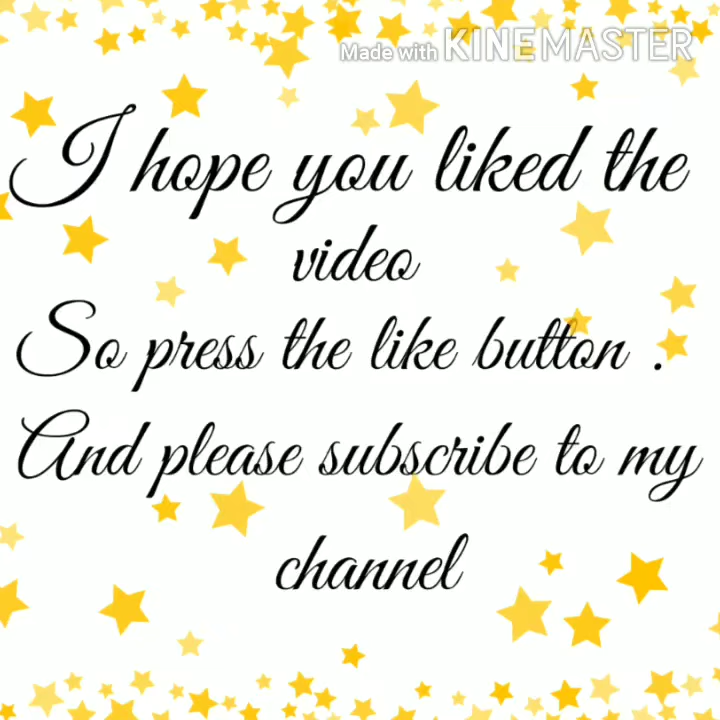 Made with KINEMASTER
I hope you liked the
video
So press the like button .
And please subscribe to my
channel